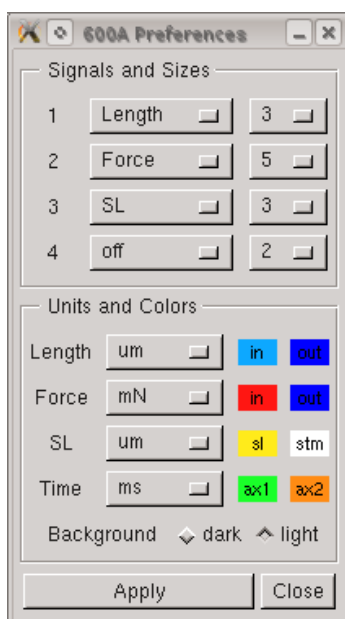 600A Preferences
Signals and Sizes
1 Length 3
2 Force 5
3 SL 3
4 off 2
Units and Colors
Length um in out
Force mN in out
SL um sl stm
Time ms ax1 ax2
Background dark light
Apply Close